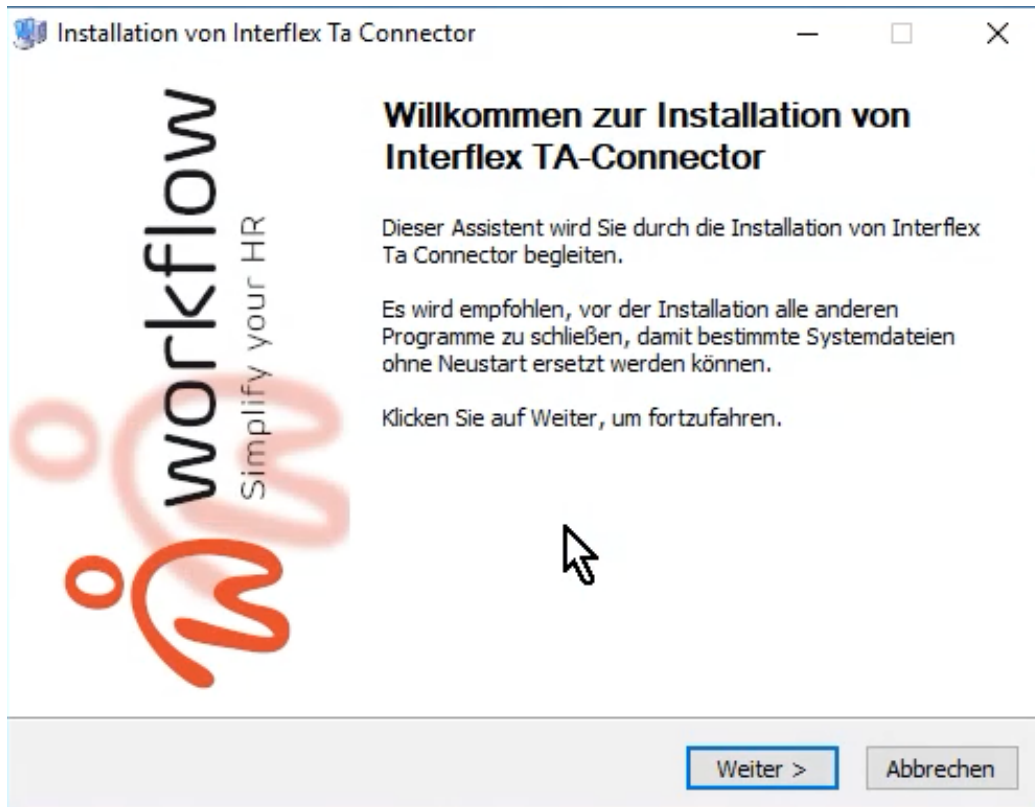 Installation von Interflex Ta Connector
workflow
Simplify your HR
Willkommen zur Installation von
Interflex TA-Connector
Dieser Assistent wird Sie durch die Installation von Interflex
Ta Connector begleiten.
Es wird empfohlen, vor der Installation alle anderen
Programme zu schließen, damit bestimmte Systemdateien
ohne Neustart ersetzt werden können.
Klicken Sie auf Weiter, um fortzufahren.
Weiter >
Abbrechen